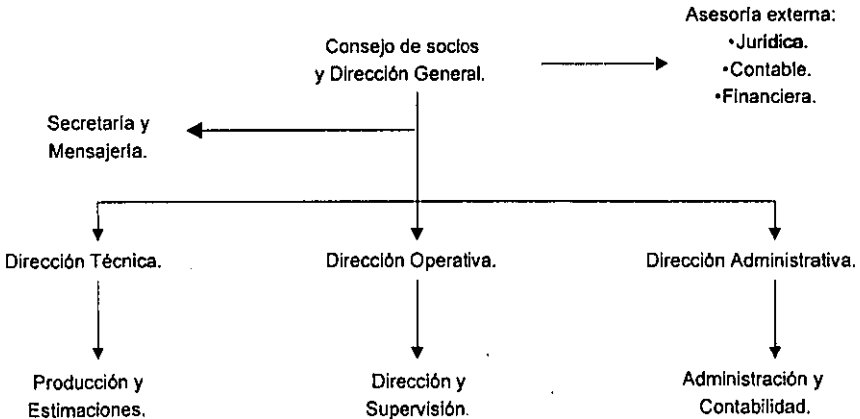 Asesoría externa:
•Jurídica.
•Contable.
•Financiera.
Consejo de socios
y Dirección General.
Secretaría y
Mensajería.
Dirección Técnica.
Dirección Operativa.
Dirección Administrativa.
Producción y
Estimaciones.
Dirección y
Supervisión.
Administración y
Contabilidad.